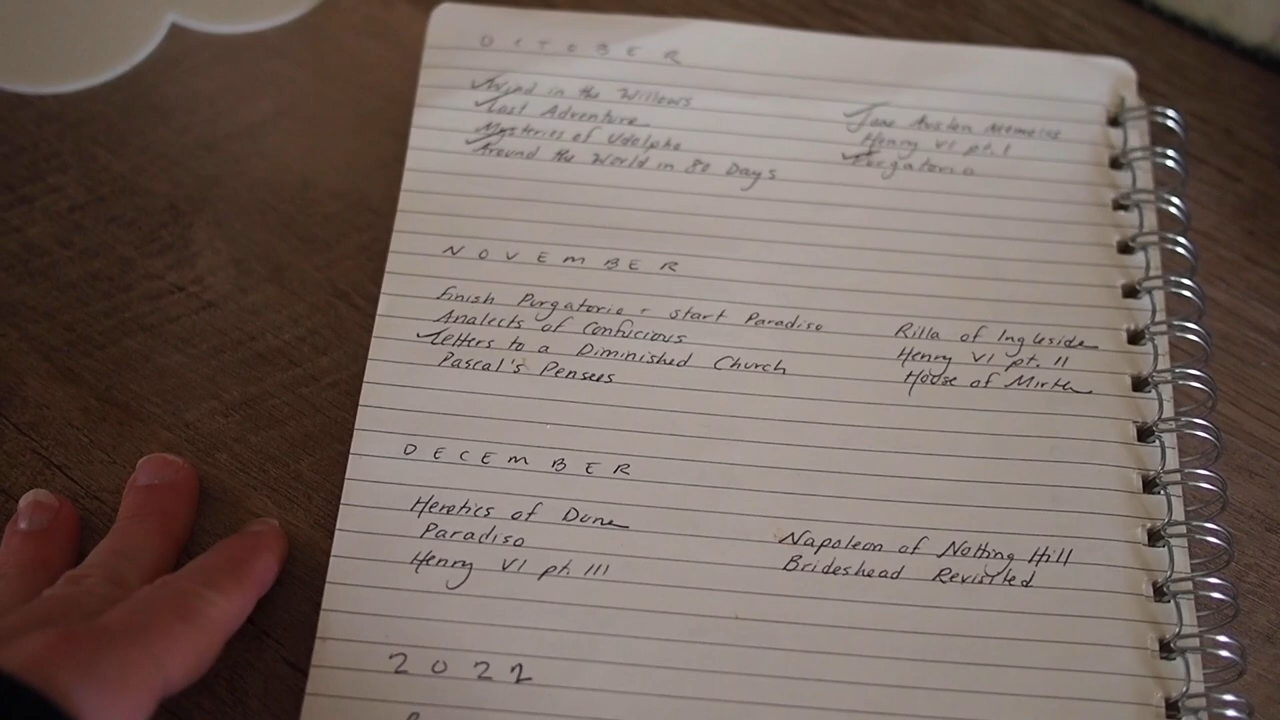 OCTOBER
Wind in the Willows
Last Adventure
Mysteries of Udolpho
Around the World in 80 Days
Jane Austen
Henry VI pt. I
Purgatorio
NOVEMBER
Finish Purgatorio + start Paradiso
Analects of Confucious
Letters to a Diminished Church
Pascal's Pensees
Rilla of Ingleside
Henry VI pt. II
House of Mirth
DECEMBER
Heretics of Dune
Paradiso
Henry VI pt. III
Napoleon of Notting Hill
Brideshead Revisited
2022